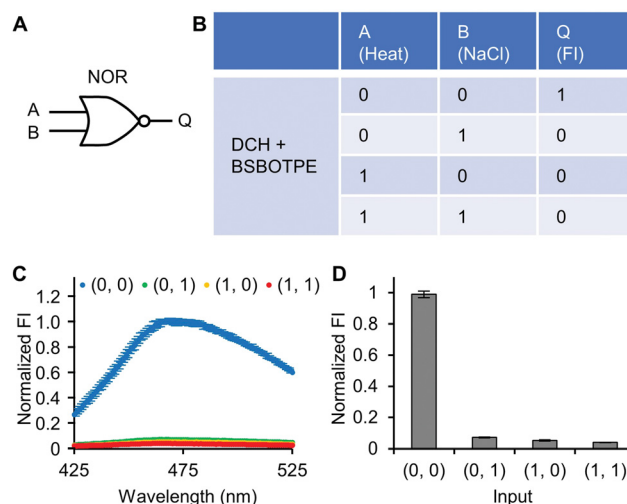 A
NOR
A
B
Q
B
A (Heat) B (NaCl) Q (FI)
DCH + BSBOTPE
0 0 1
0 1 0
1 0 0
1 1 0
C
(0, 0) (0, 1) (1, 0) (1, 1)
Normalized FI
1.2
1.0
0.8
0.6
0.4
0.2
0
425 475 525
Wavelength (nm)
D
Normalized FI
1
0.8
0.6
0.4
0.2
0
(0, 0) (0, 1) (1, 0) (1, 1)
Input